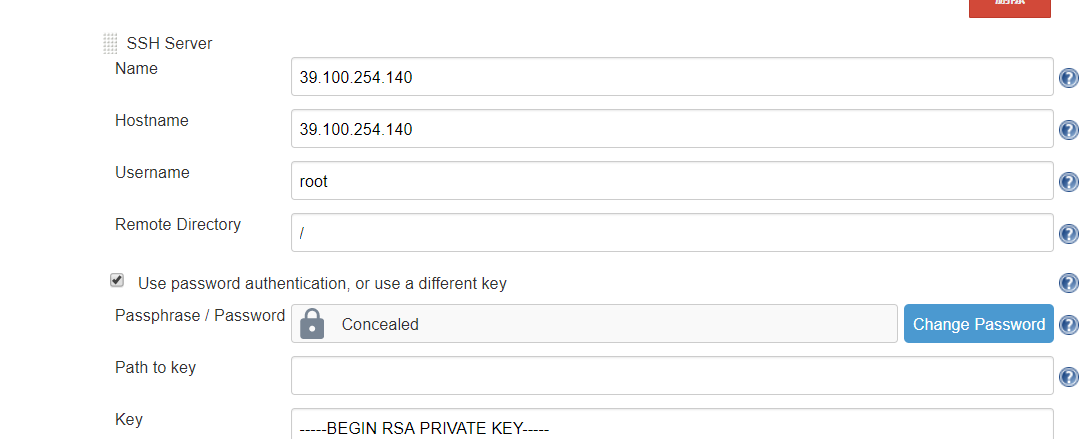 SSH Server
Name
39.100.254.140
Hostname
39.100.254.140
Username
root
Remote Directory
/
Use password authentication, or use a different key
Passphrase / Password
Concealed
Change Password
Path to key
Key
-----BEGIN RSA PRIVATE KEY-----